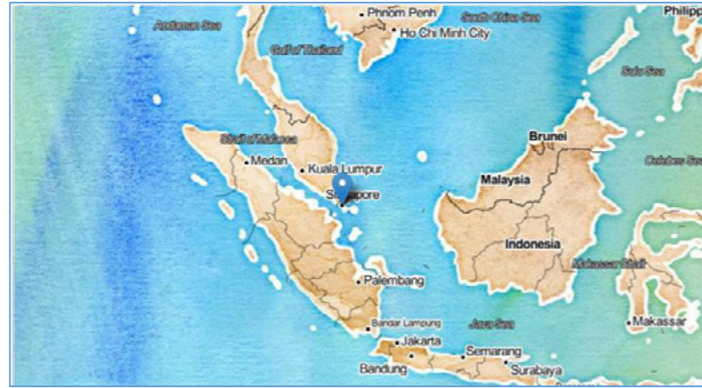 Phnom Penh
South China Sea
Philipp
Andaman Sea
Ho Chi Minh City
Gulf of Thailand
Sulu Sea
Strait of Malacca
Brunei
Medan
Kuala Lumpur
Celebes Sea
Malaysia
Indonesia
Makassar Strait
Palembang
Bandar Lampung
Java Sea
Makassar
Jakarta
Semarang
Bandung
Surabaya